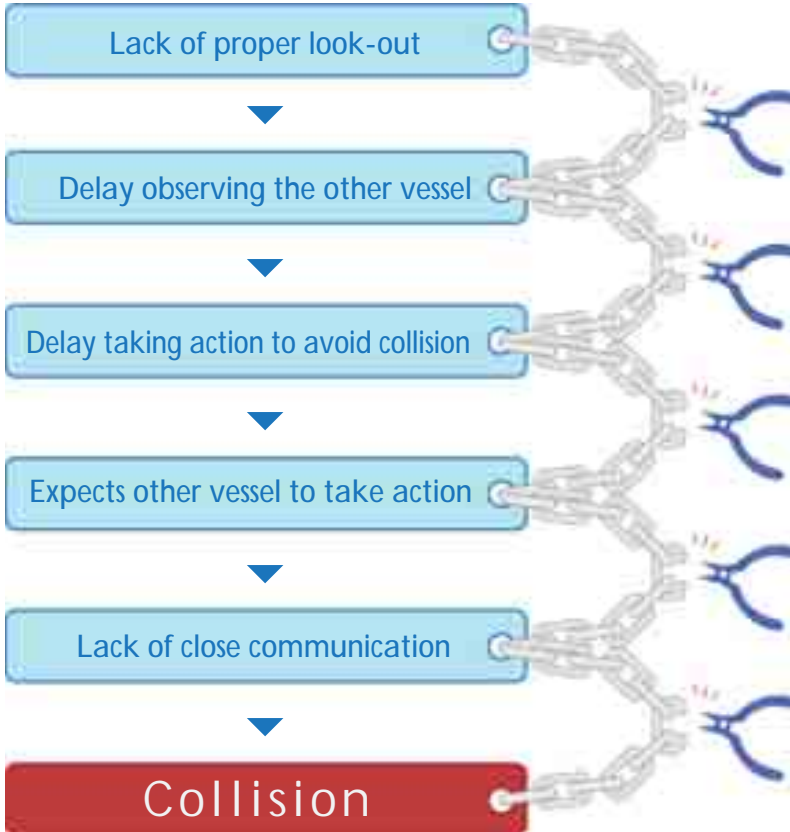 Lack of proper look-out
Delay observing the other vessel
Delay taking action to avoid collision
Expects other vessel to take action
Lack of close communication
Collision